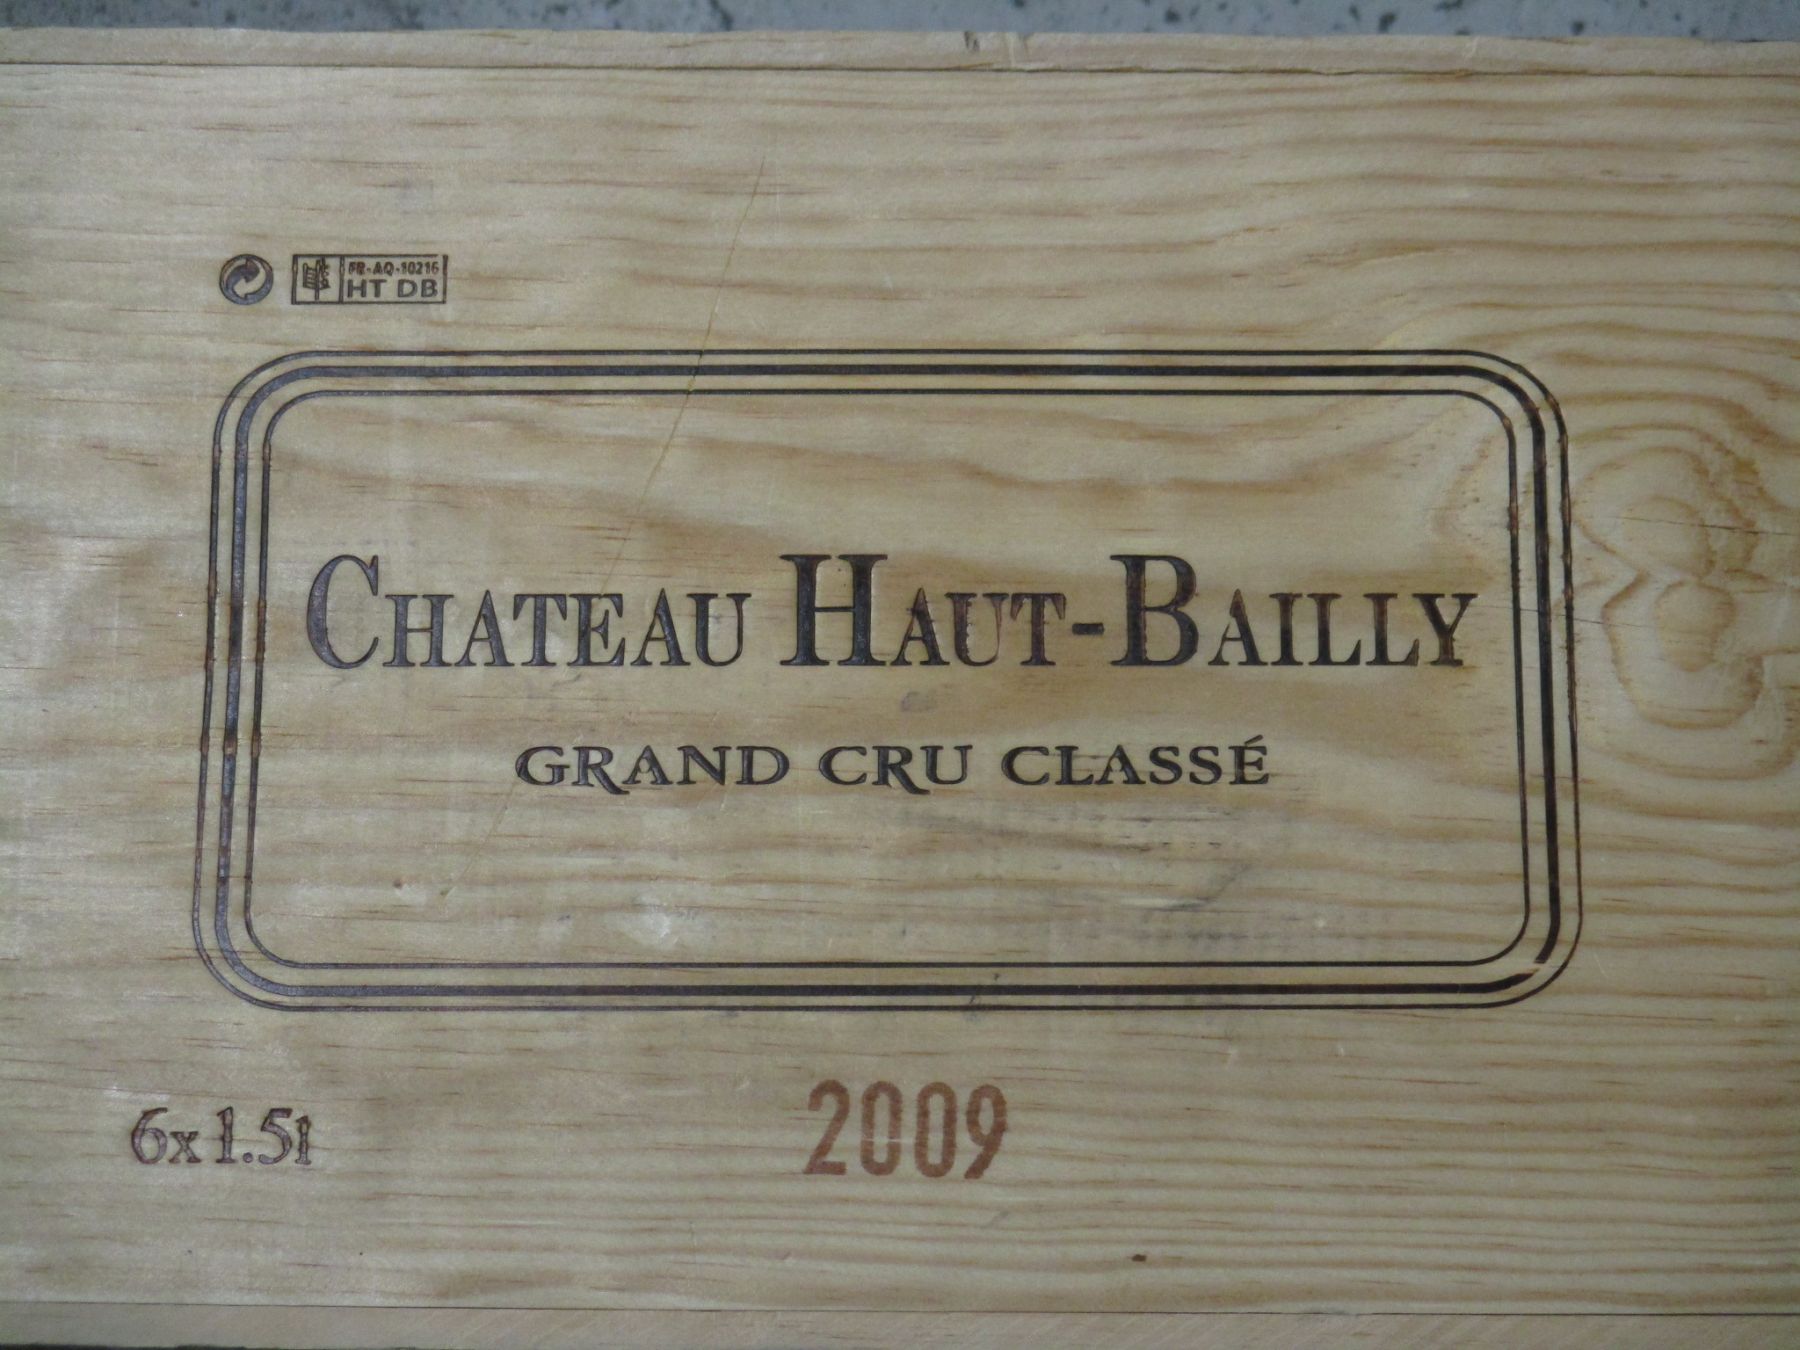 FR-AQ-10216
HT DB
CHATEAU HAUT-BAILLY
GRAND CRU CLASSÉ
6x1.5l
2009